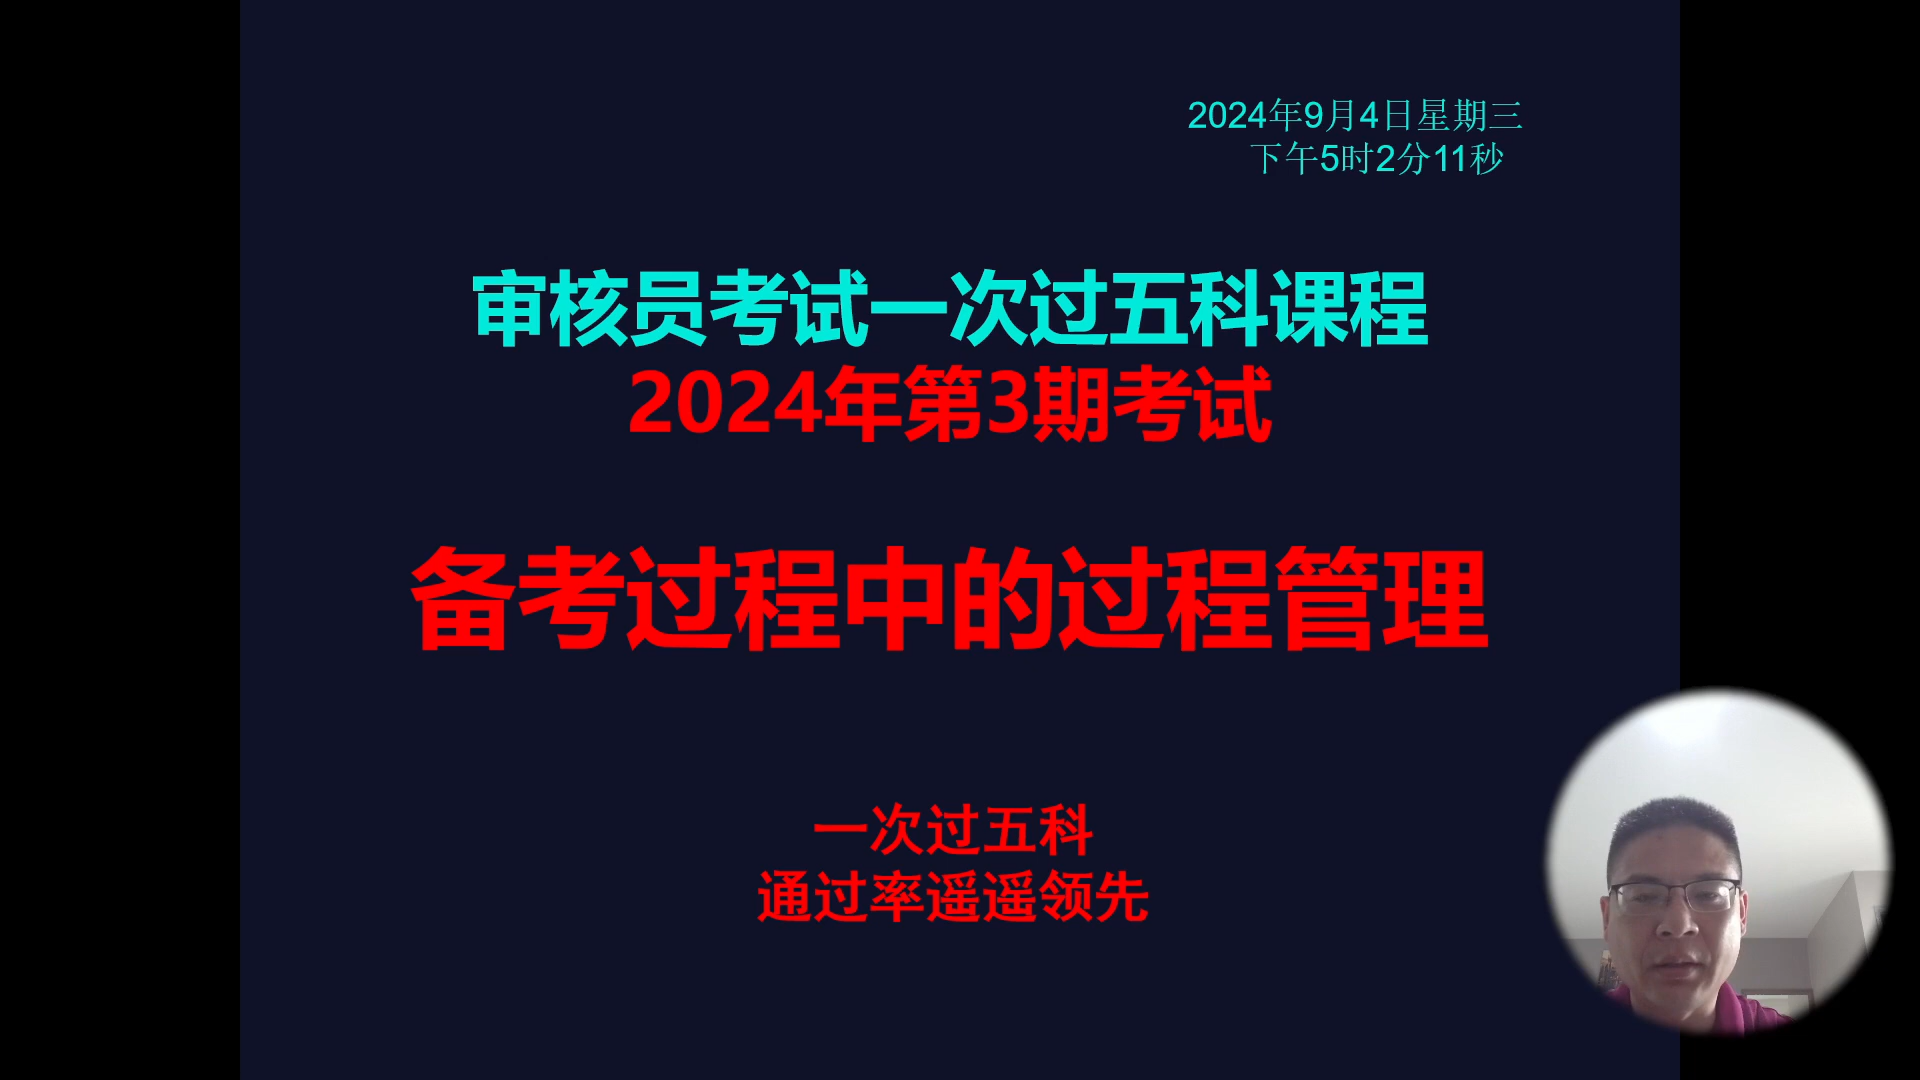 2024年9月4日星期三
下午5时2分11秒
审核员考试一次过五科课程
2024年第3期考试
备考过程中的过程管理
一次过五科
通过率遥遥领先